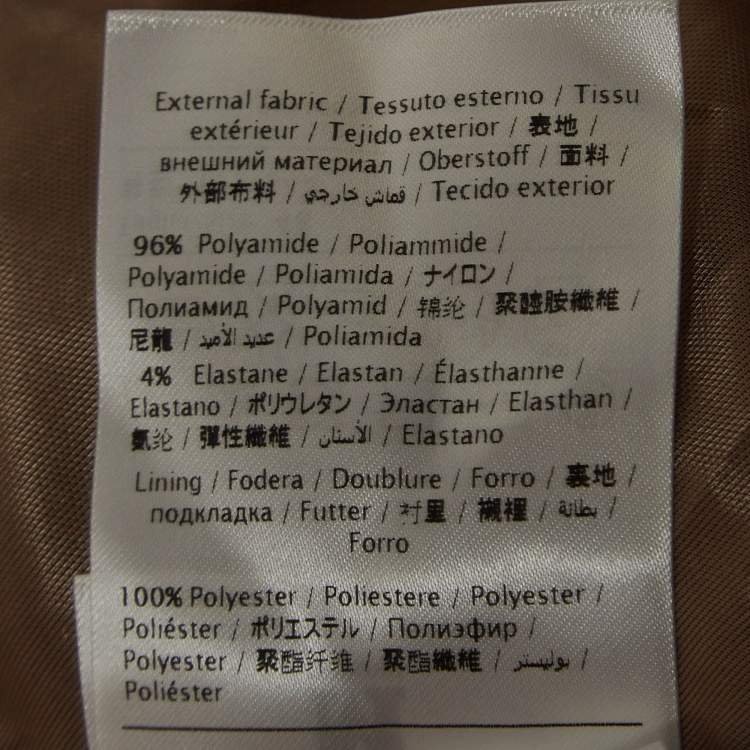 External fabric / Tessuto esterno / Tissu
extérieur / Tejido exterior / 表地 /
внешний материал / Oberstoff / 面料 /
外部布料 / قماش خارجي / Tecido exterior
96% Polyamide / Poliammide /
Polyamide / Poliamida / ナイロン /
Полиамид / Polyamid / 锦纶 / 聚醯胺纖維 /
尼龍 / عديد الأميد / Poliamida
4% Elastane / Elastan / Élasthanne /
Elastano / ポリウレタン / Эластан / Elasthan /
氨纶 / 彈性纖維 / الأستان / Elastano
Lining / Fodera / Doublure / Forro / 裏地 /
подкладка / Futter / 衬里 / 襯裡 / بطانة /
Forro
100% Polyester / Poliestere / Polyester /
Poliéster / ポリエステル / Полиэфир /
Polyester / 聚酯纤维 / 聚酯纖維 / بوليستر /
Poliéster